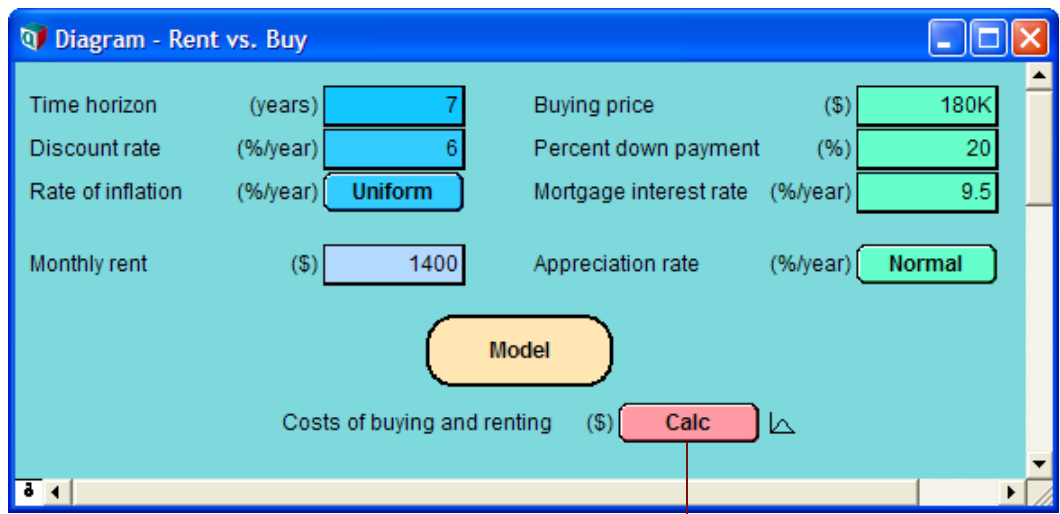 Diagram - Rent vs. Buy
Time horizon (years) 7 Buying price ($) 180K
Discount rate (%/year) 6 Percent down payment (%) 20
Rate of inflation (%/year) Uniform Mortgage interest rate (%/year) 9.5
Monthly rent ($) 1400 Appreciation rate (%/year) Normal
Model
Costs of buying and renting ($) Calc